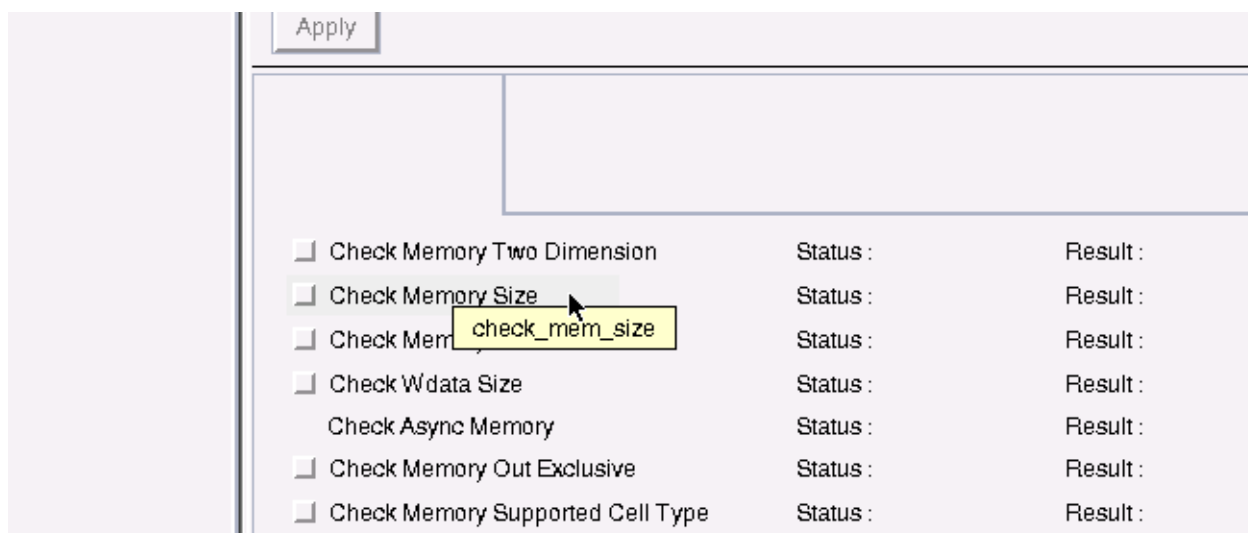 Apply
Check Memory Two Dimension Status : Result :
Check Memory Size Status : Result :
check_mem_size
Check Status : Result :
Check Wdata Size Status : Result :
Check Async Memory Status : Result :
Check Memory Out Exclusive Status : Result :
Check Memory Supported Cell Type Status : Result :